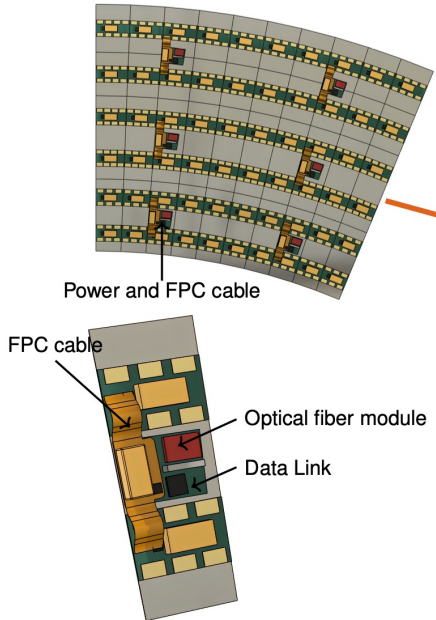 Power and FPC cable
FPC cable
Optical fiber module
Data Link